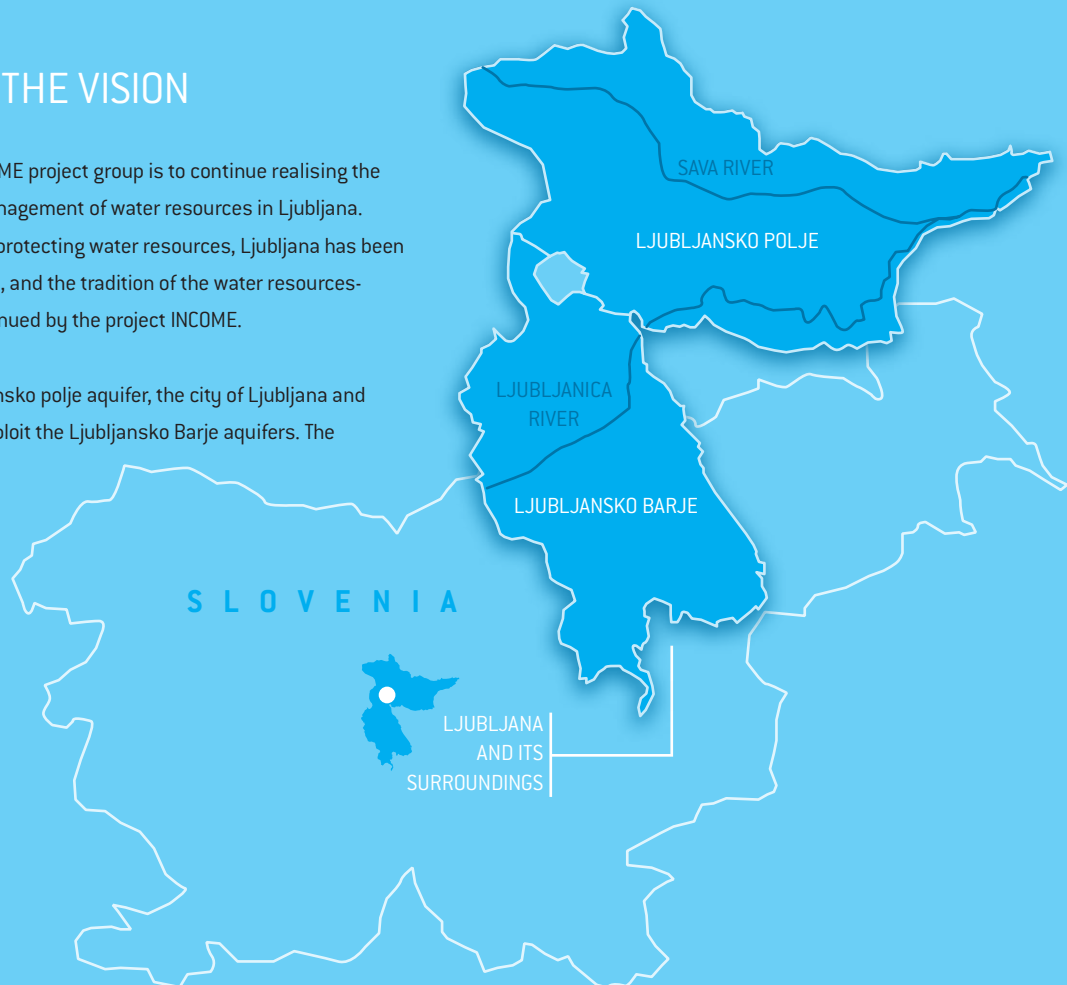 THE VISION
ME project group is to continue realising the
nagement of water resources in Ljubljana.
protecting water resources, Ljubljana has been
, and the tradition of the water resources-
nued by the project INCOME.
nsko polje aquifer, the city of Ljubljana and
ploit the Ljubljansko Barje aquifers. The
SAVA RIVER
LJUBLJANSKO POLJE
LJUBLJANICA
RIVER
LJUBLJANSKO BARJE
SLOVENIA
LJUBLJANA
AND ITS
SURROUNDINGS